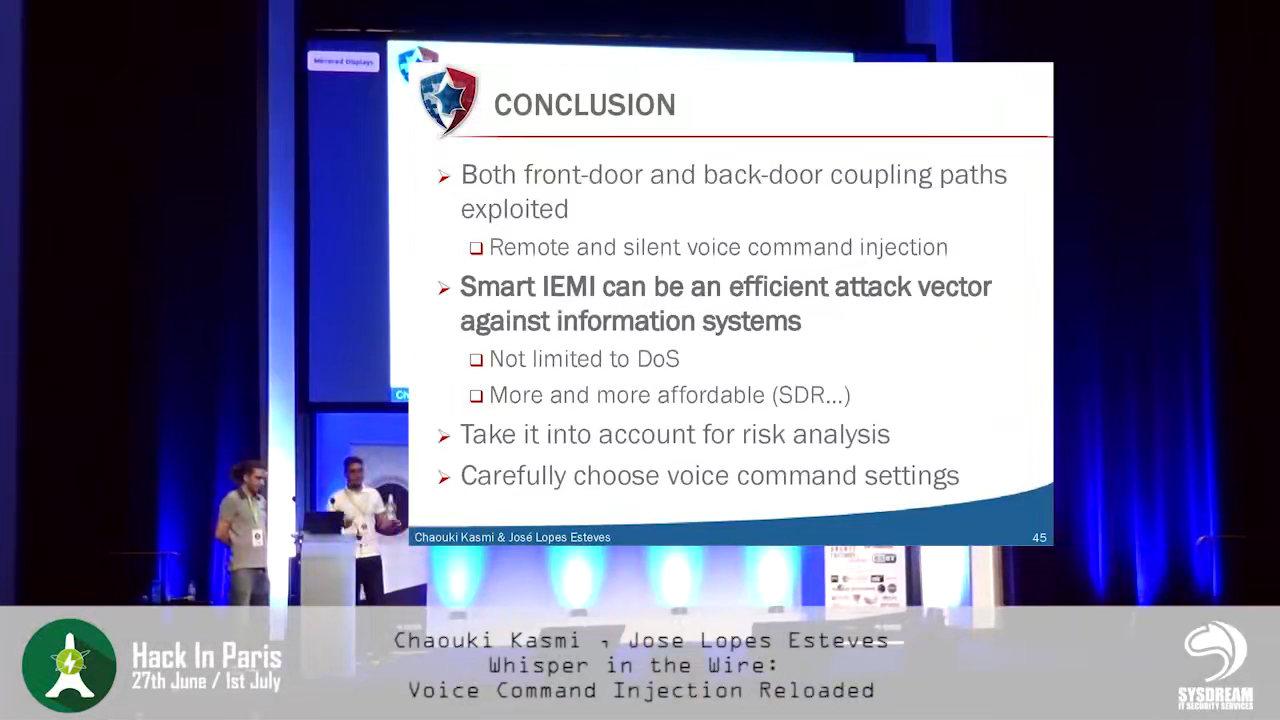 Mirrored Displays
CONCLUSION
Both front-door and back-door coupling paths
exploited
Remote and silent voice command injection
Smart IEMI can be an efficient attack vector
against information systems
Not limited to DoS
More and more affordable (SDR...)
Take it into account for risk analysis
Carefully choose voice command settings
Ch
Chaouki Kasmi & José Lopes Esteves
45
Hack In Paris
27th June / 1st July
Chaouki Kasmi , Jose Lopes Esteves
Whisper in the Wire:
Voice Command Injection Reloaded
SYSDREAM
IT SECURITY SERVICES